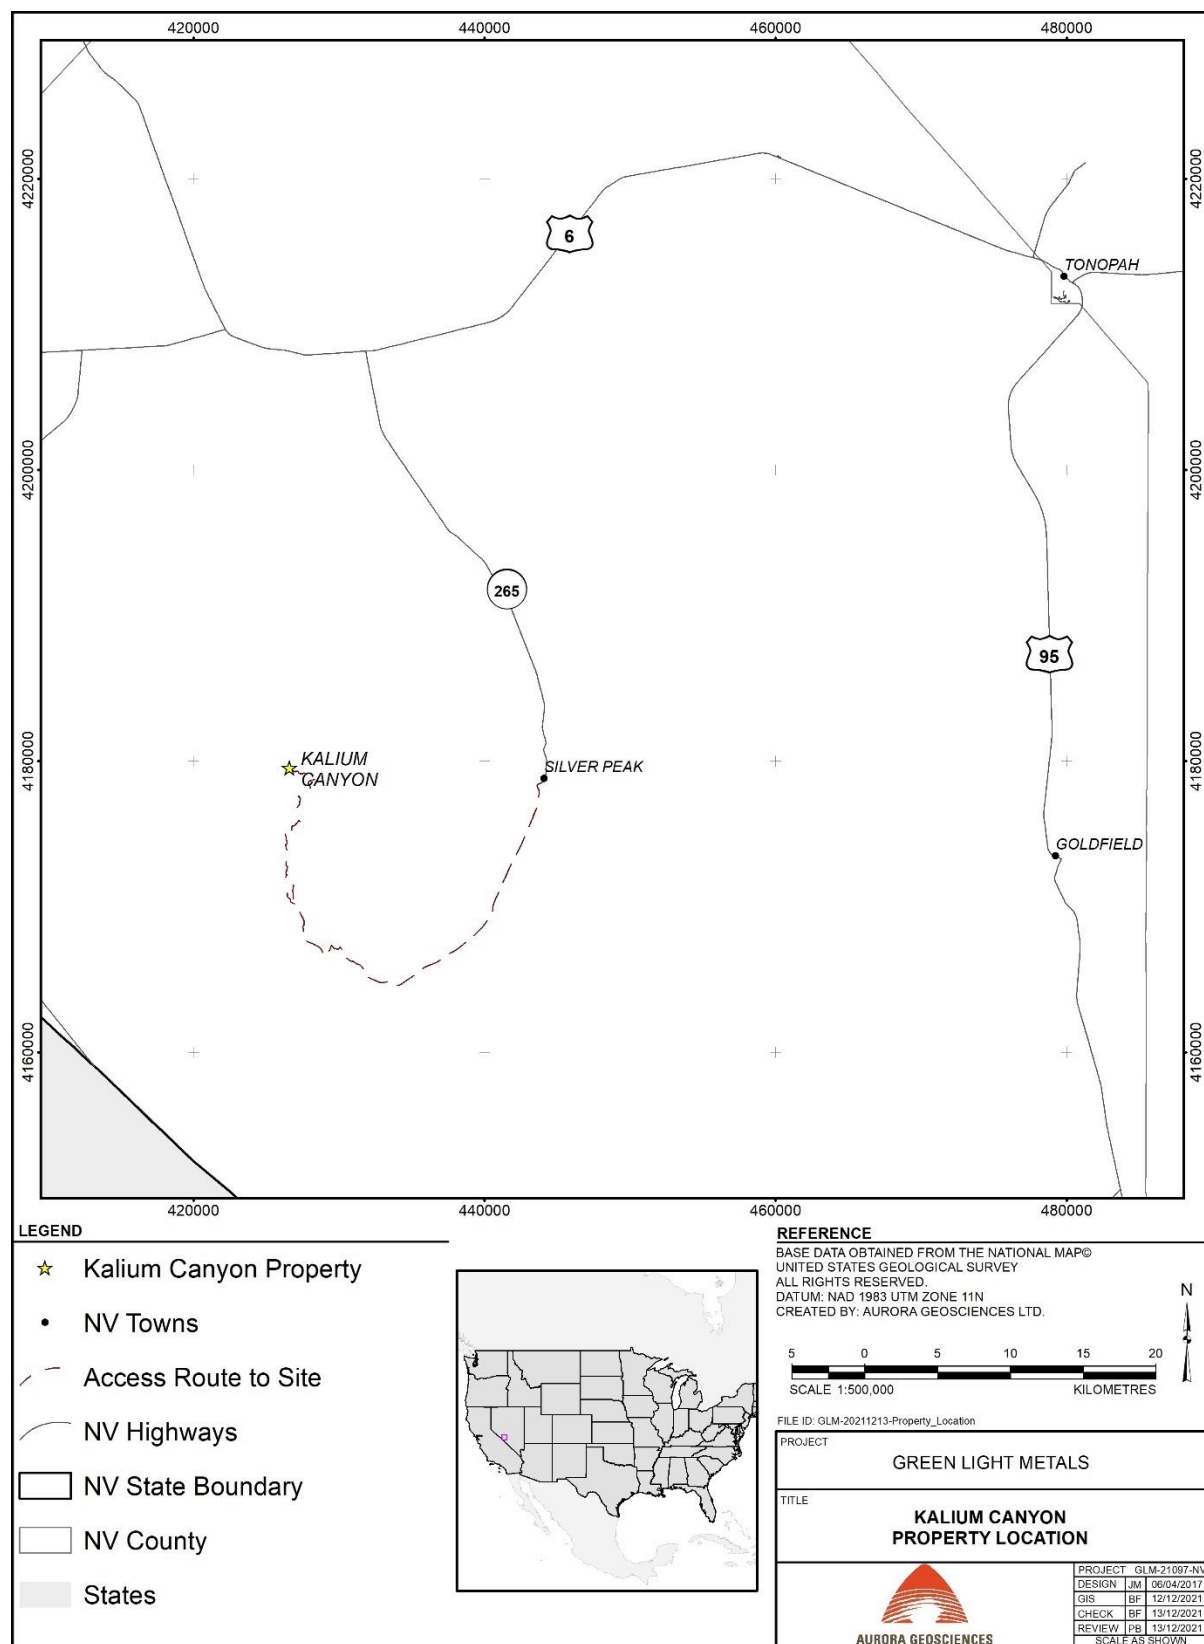 420000
440000
460000
480000
4220000
4220000
6
TONOPAH
4200000
4200000
265
95
4180000
4180000
KALIUM
CANYON
SILVER PEAK
GOLDFIELD
4160000
4160000
420000
440000
460000
480000
LEGEND
Kalium Canyon Property
NV Towns
Access Route to Site
NV Highways
NV State Boundary
NV County
States
REFERENCE
BASE DATA OBTAINED FROM THE NATIONAL MAP©
UNITED STATES GEOLOGICAL SURVEY
ALL RIGHTS RESERVED.
DATUM: NAD 1983 UTM ZONE 11N
CREATED BY: AURORA GEOSCIENCES LTD.
N
5 0 5 10 15 20
SCALE 1:500,000 KILOMETRES
FILE ID: GLM-20211213-Property_Location
PROJECT
GREEN LIGHT METALS
TITLE
KALIUM CANYON
PROPERTY LOCATION
AURORA GEOSCIENCES
PROJECT GLM-21097-NV
DESIGN JM 06/04/2017
GIS BF 12/12/2021
CHECK BF 13/12/2021
REVIEW PB 13/12/2021
SCALE AS SHOWN